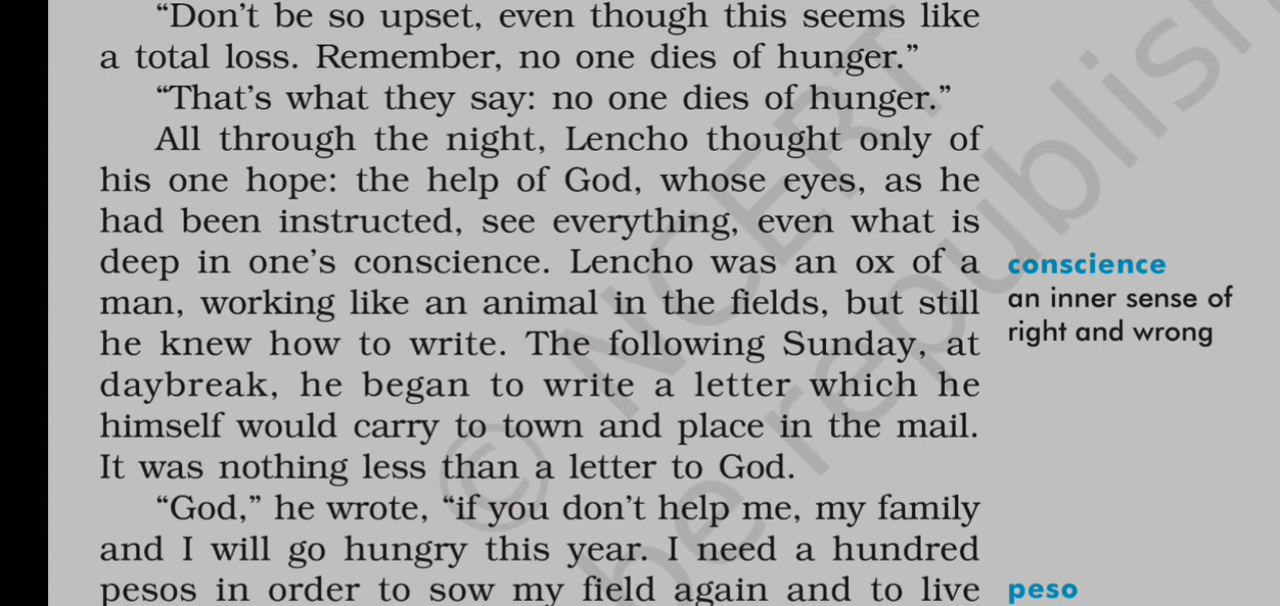 “Don’t be so upset, even though this seems like
a total loss. Remember, no one dies of hunger.”
“That’s what they say: no one dies of hunger.”
All through the night, Lencho thought only of
his one hope: the help of God, whose eyes, as he
had been instructed, see everything, even what is
deep in one’s conscience. Lencho was an ox of a
man, working like an animal in the fields, but still
he knew how to write. The following Sunday, at
daybreak, he began to write a letter which he
himself would carry to town and place in the mail.
It was nothing less than a letter to God.
“God,” he wrote, “if you don’t help me, my family
and I will go hungry this year. I need a hundred
pesos in order to sow my field again and to live
conscience
an inner sense of
right and wrong
peso
© NCERT
be republish